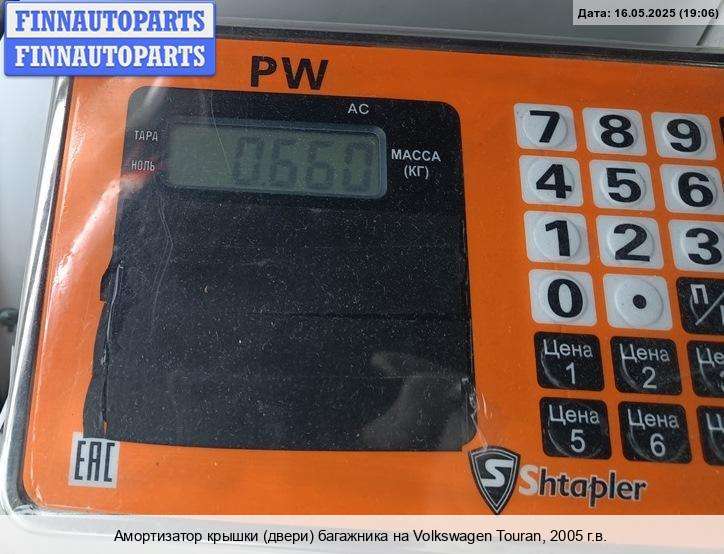 FINNAUTOPARTS
FINNAUTOPARTS
Дата: 16.05.2025 (19:06)
PW
AC
ТАРА
НОЛЬ
МАССА
(КГ)
7 8 9
4 5 6
1 2 3
0 .
П/
Цена 1 Цена 2
Цена 5 Цена 6
EAC
S Shtapler
Амортизатор крышки (двери) багажника на Volkswagen Touran, 2005 г.в.